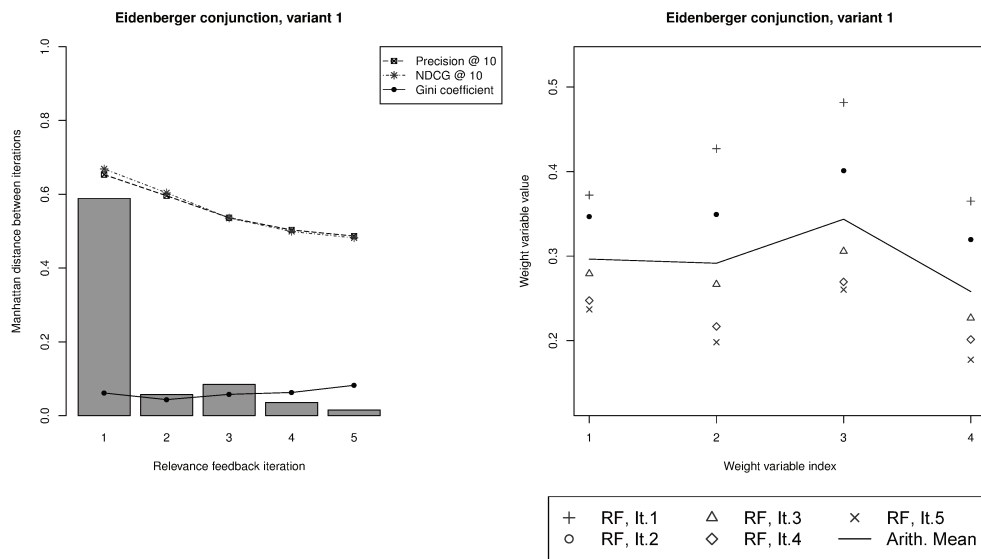 Eidenberger conjunction, variant 1
Precision @ 10
NDCG @ 10
Gini coefficient
Manhattan distance between iterations
1.0
0.8
0.6
0.4
0.2
0.0
1 2 3 4 5
Relevance feedback iteration
Eidenberger conjunction, variant 1
Weight variable value
0.5
0.4
0.3
0.2
1 2 3 4
Weight variable index
RF, It.1 RF, It.3 RF, It.5
RF, It.2 RF, It.4 Arith. Mean